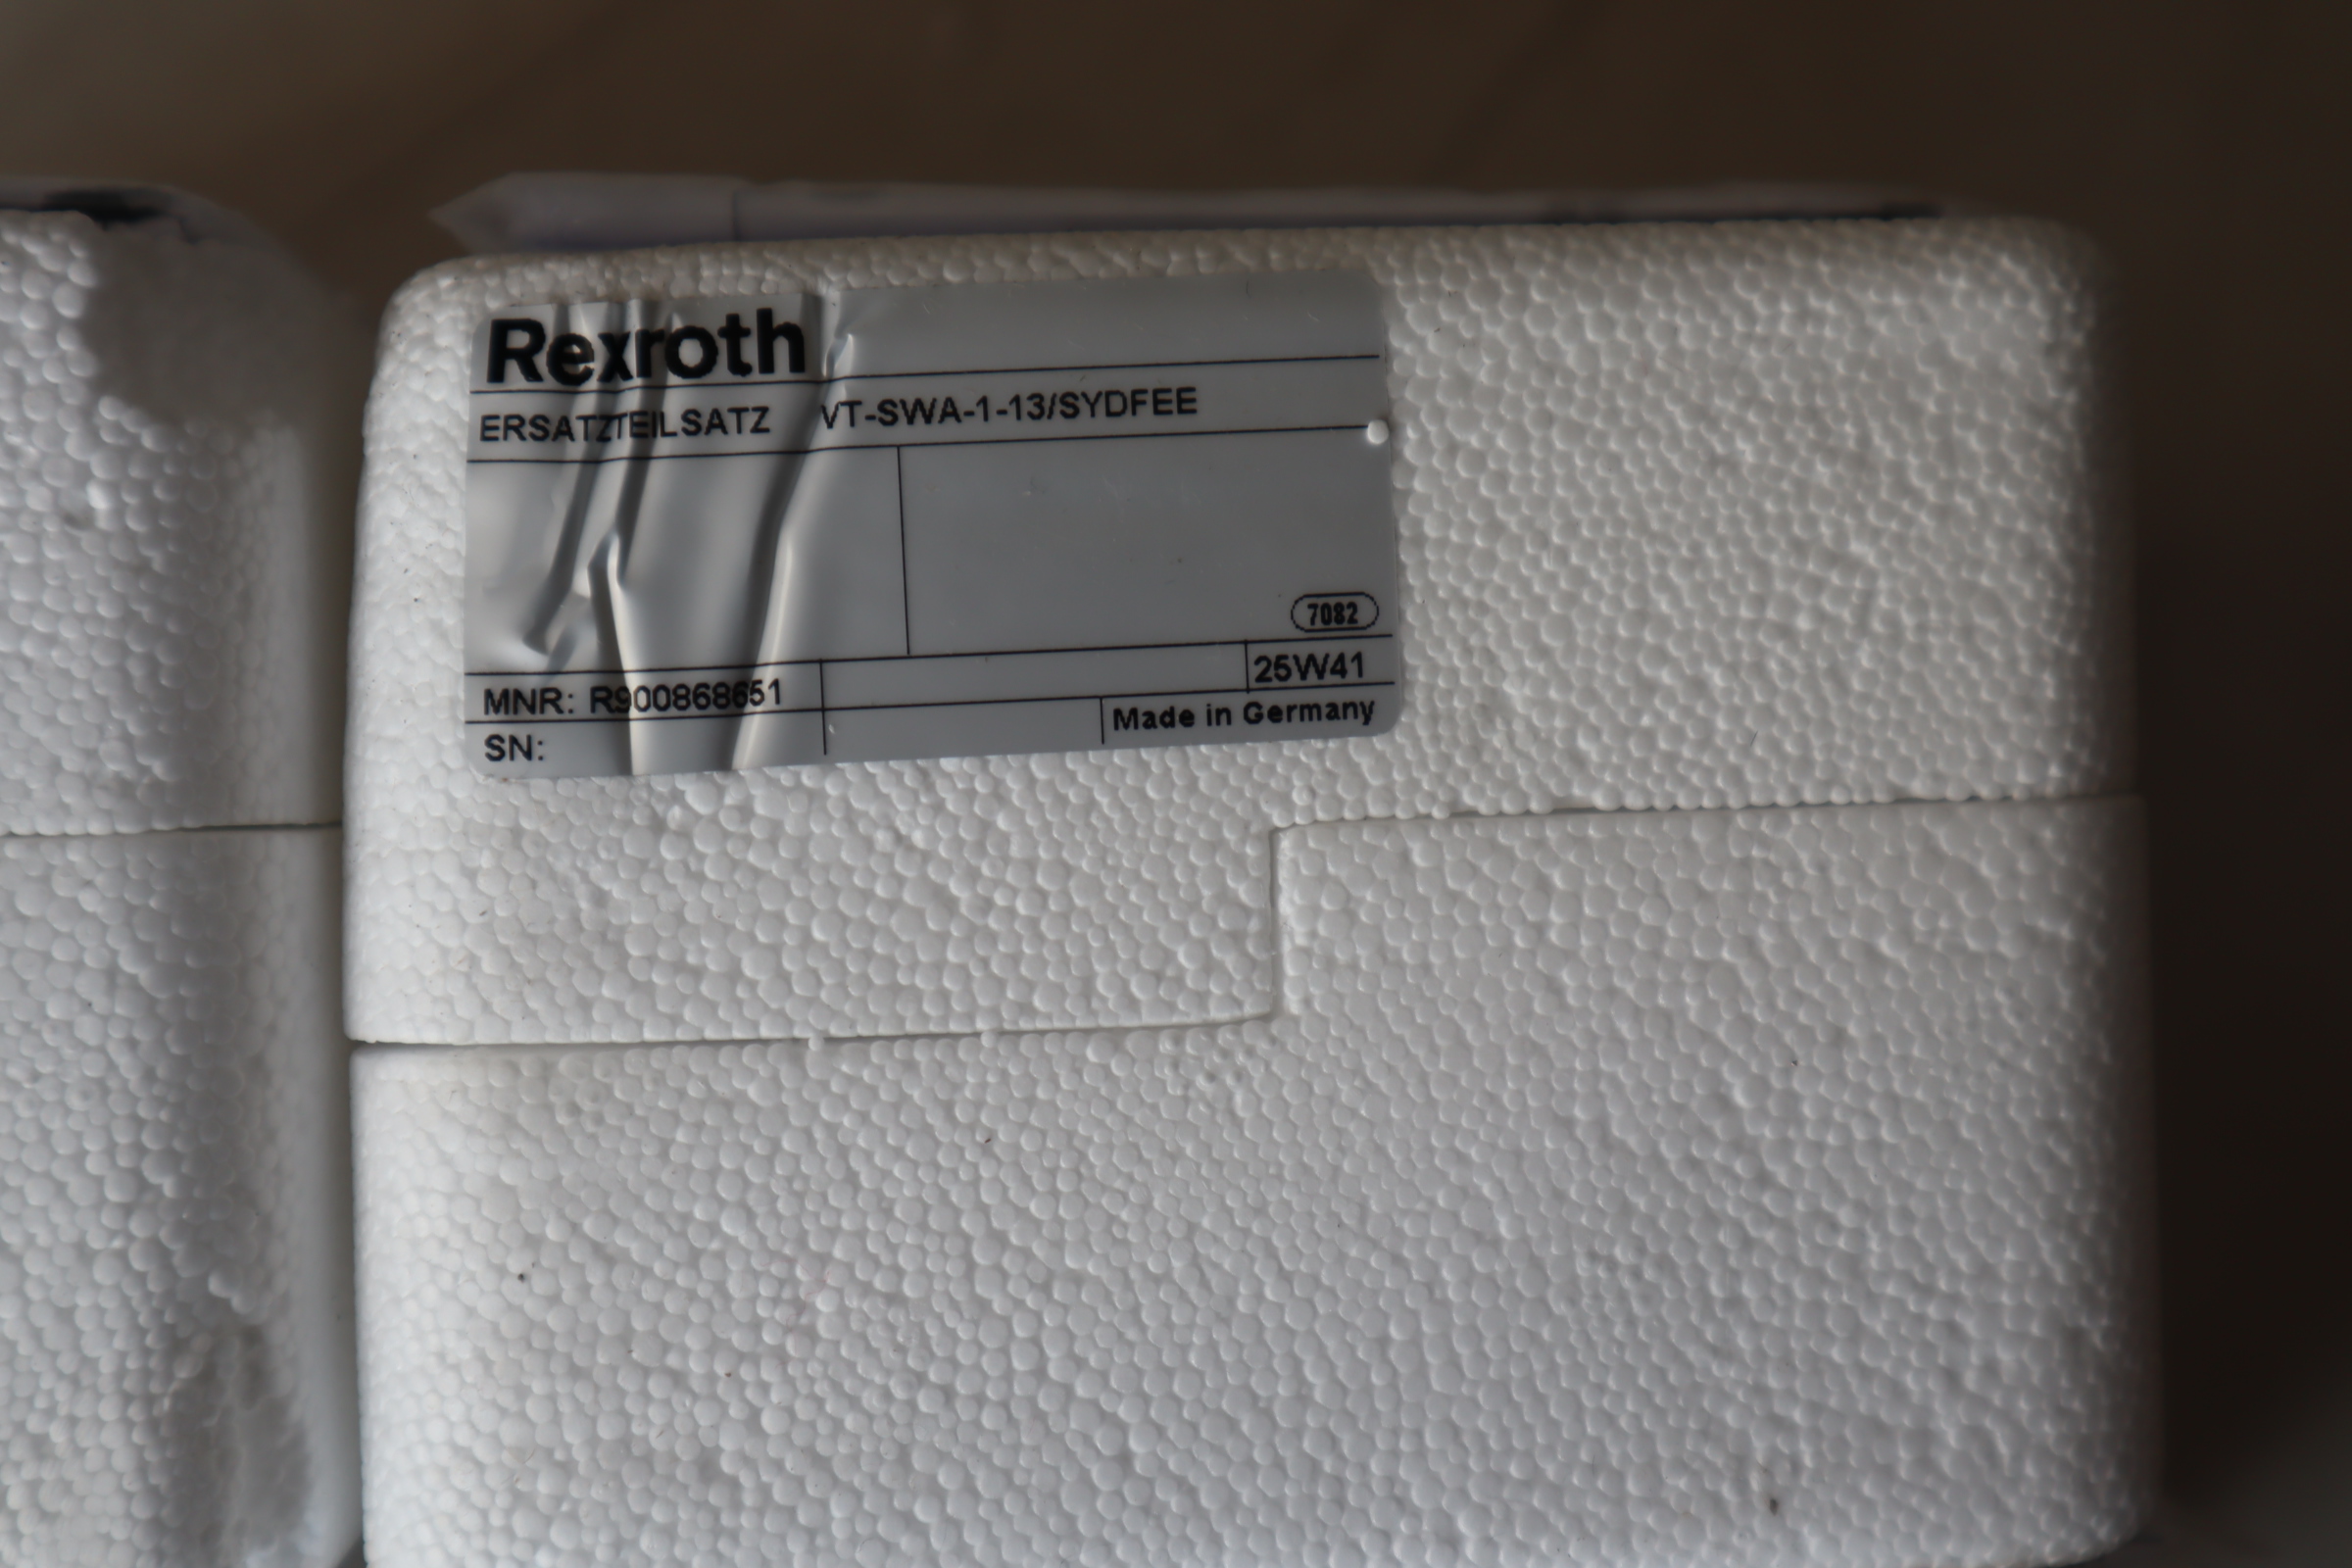 Rexroth
ERSATZTEILSATZ VT-SWA-1-13/SYDFEE
7082
MNR: R900868651
25W41
SN:
Made in Germany